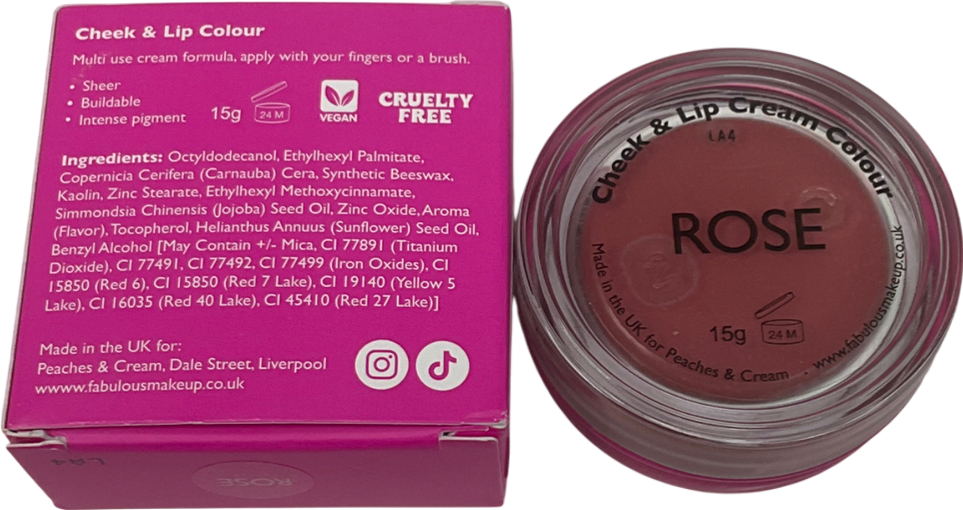 Cheek & Lip Colour
Multi use cream formula, apply with your fingers or a brush.
• Sheer
• Buildable
• Intense pigment
15g
24 M
VEGAN
CRUELTY
FREE
Ingredients: Octyldodecanol, Ethylhexyl Palmitate,
Copernicia Cerifera (Carnauba) Cera, Synthetic Beeswax,
Kaolin, Zinc Stearate, Ethylhexyl Methoxycinnamate,
Simmondsia Chinensis (Jojoba) Seed Oil, Zinc Oxide, Aroma
(Flavor), Tocopherol, Helianthus Annuus (Sunflower) Seed Oil,
Benzyl Alcohol [May Contain +/- Mica, CI 77891 (Titanium
Dioxide), CI 77491, CI 77492, CI 77499 (Iron Oxides), CI
15850 (Red 6), CI 15850 (Red 7 Lake), CI 19140 (Yellow 5
Lake), CI 16035 (Red 40 Lake), CI 45410 (Red 27 Lake)]
Made in the UK for:
Peaches & Cream, Dale Street, Liverpool
www.fabulousmakeup.co.uk
LA4
ROSE
Cheek & Lip Cream Colour
LA4
ROSE
15g
24 M
Made in the UK for Peaches & Cream · www.fabulousmakeup.co.uk